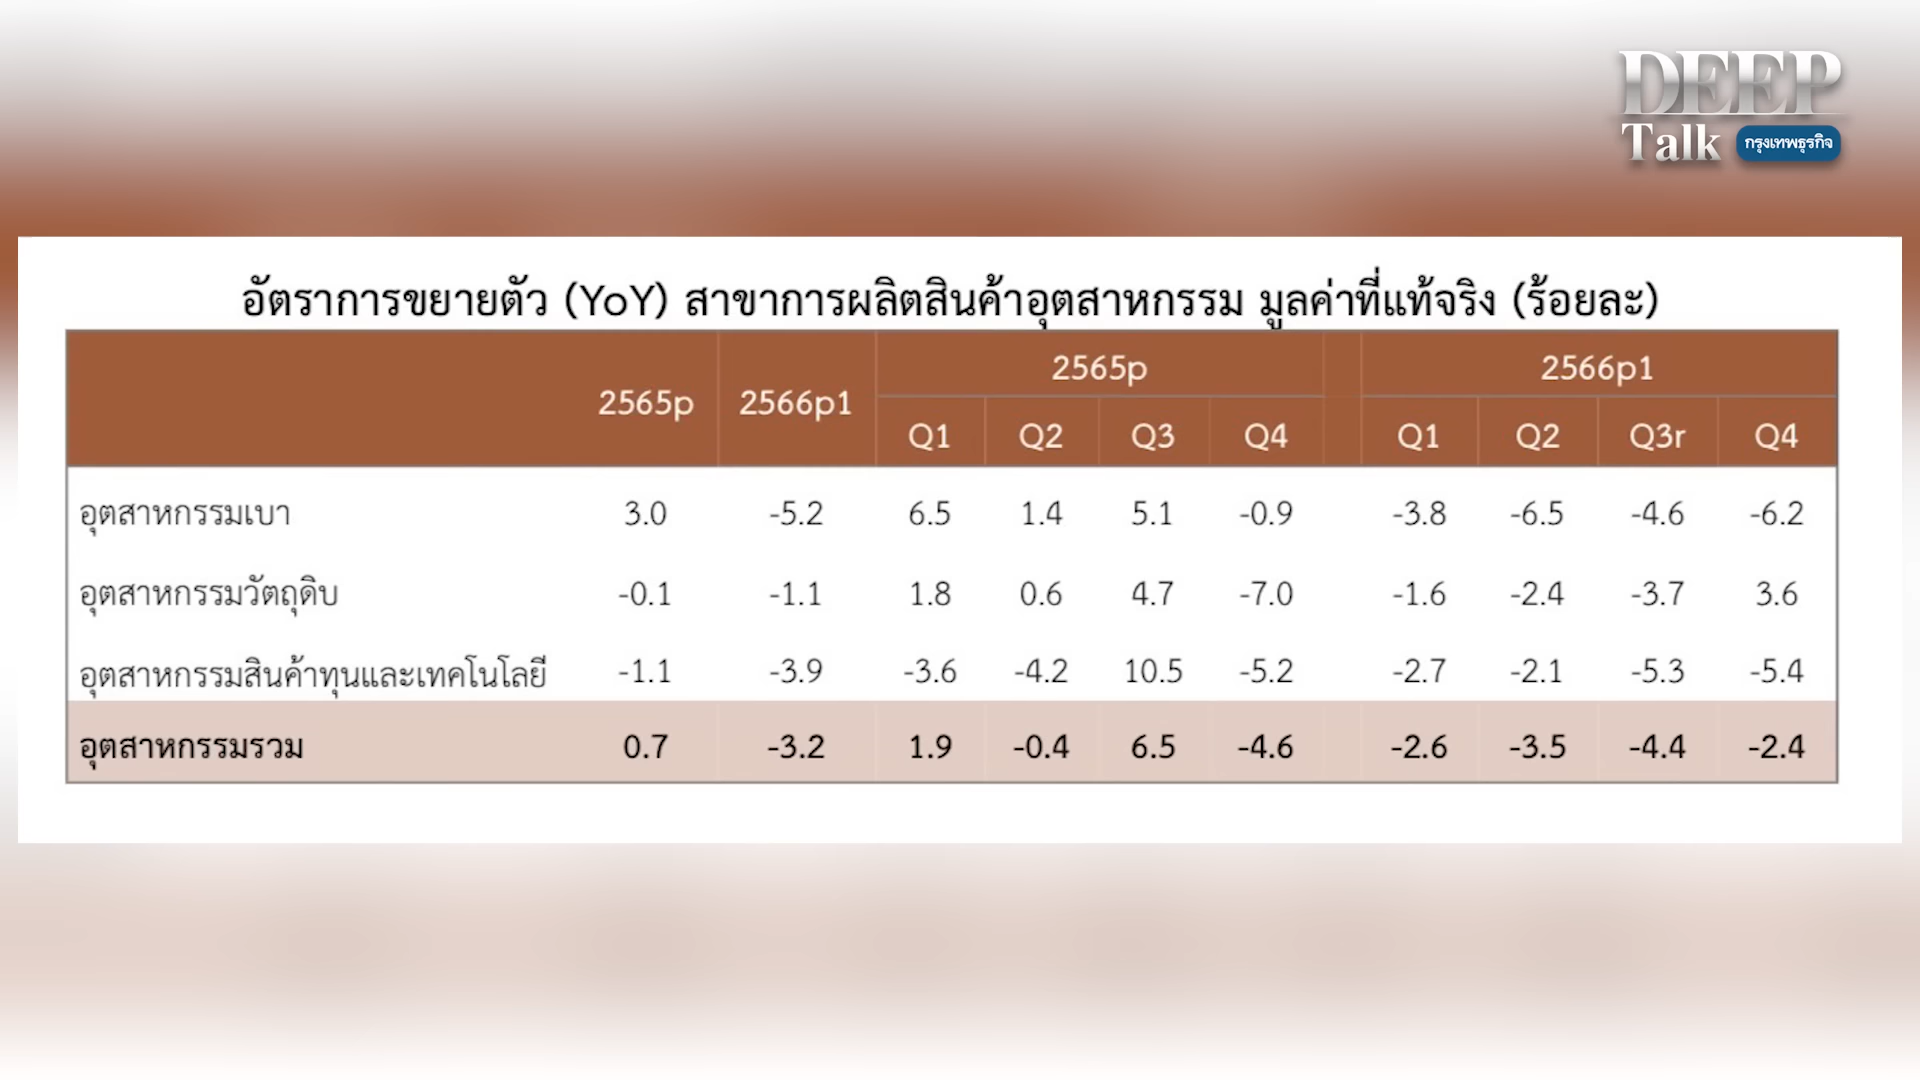 DEEP
Talk กรุงเทพธุรกิจ
อัตราการขยายตัว (YoY) สาขาการผลิตสินค้าอุตสาหกรรม มูลค่าที่แท้จริง (ร้อยละ)
2565p 2566p1 2565p 2566p1
Q1 Q2 Q3 Q4 Q1 Q2 Q3r Q4
อุตสาหกรรมเบา 3.0 -5.2 6.5 1.4 5.1 -0.9 -3.8 -6.5 -4.6 -6.2
อุตสาหกรรมวัตถุดิบ -0.1 -1.1 1.8 0.6 4.7 -7.0 -1.6 -2.4 -3.7 3.6
อุตสาหกรรมสินค้าทุนและเทคโนโลยี -1.1 -3.9 -3.6 -4.2 10.5 -5.2 -2.7 -2.1 -5.3 -5.4
อุตสาหกรรมรวม 0.7 -3.2 1.9 -0.4 6.5 -4.6 -2.6 -3.5 -4.4 -2.4